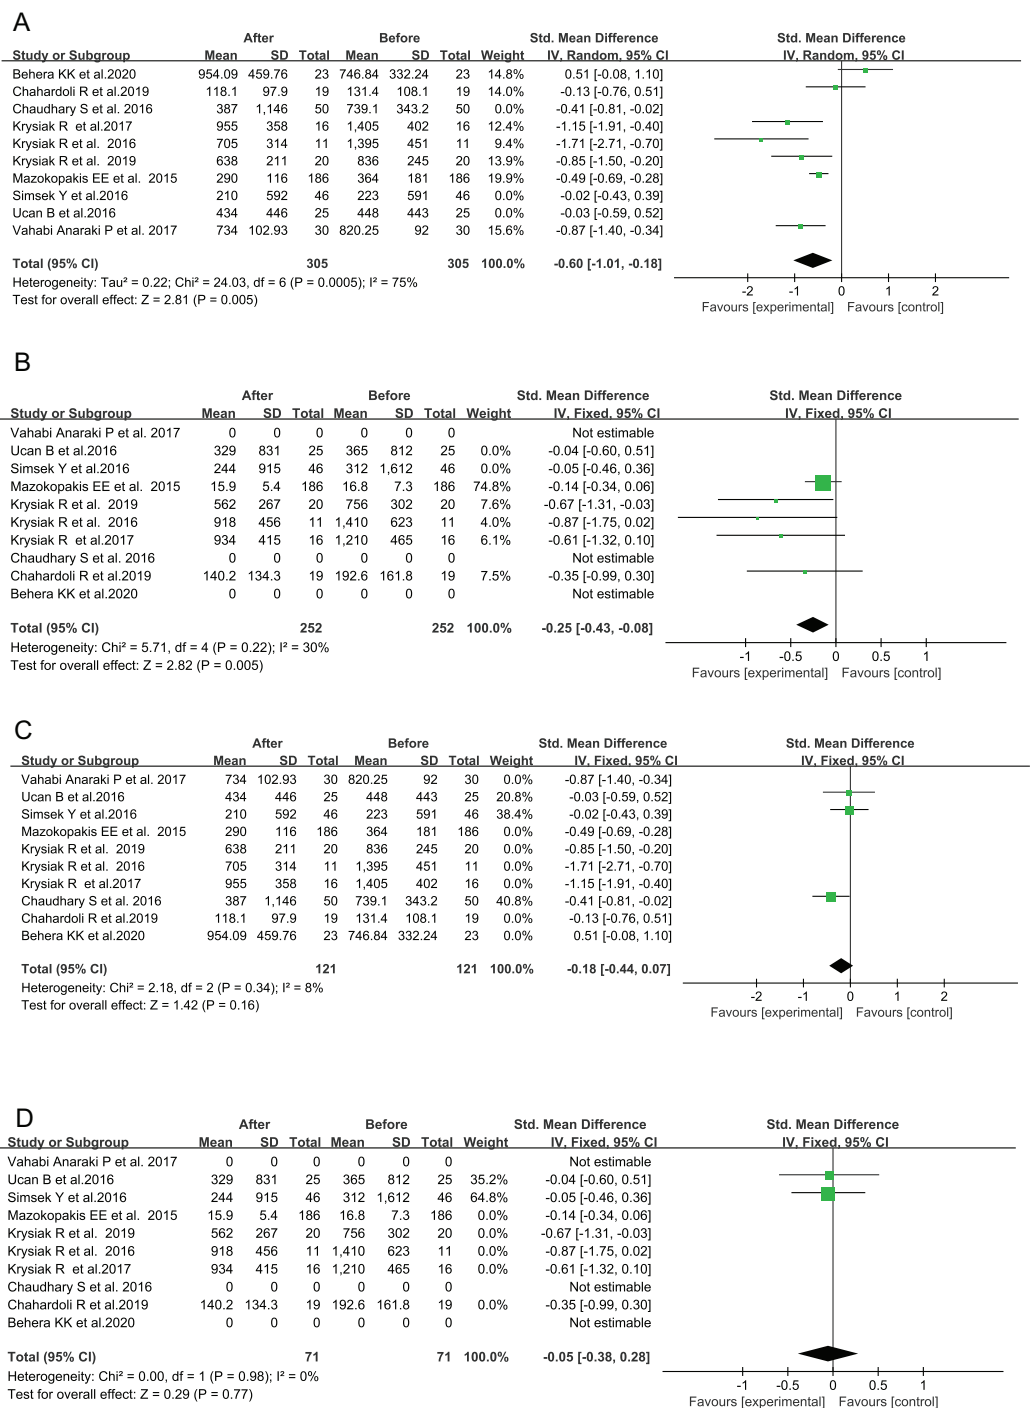 A
After Before Std. Mean Difference Std. Mean Difference
Study or Subgroup Mean SD Total Mean SD Total Weight IV, Random, 95% CI IV, Random, 95% CI
Behera KK et al.2020 954.09 459.76 23 746.84 332.24 23 14.8% 0.51 [-0.08, 1.10]
Chahardoli R et al.2019 118.1 97.9 19 131.4 108.1 19 14.0% -0.13 [-0.76, 0.51]
Chaudhary S et al. 2016 387 1,146 50 739.1 343.2 50 0.0% -0.41 [-0.81, -0.02]
Krysiak R et al.2017 955 358 16 1,405 402 16 12.4% -1.15 [-1.91, -0.40]
Krysiak R et al. 2016 705 314 11 1,395 451 11 9.4% -1.71 [-2.71, -0.70]
Krysiak R et al. 2019 638 211 20 836 245 20 13.9% -0.85 [-1.50, -0.20]
Mazokopakis EE et al. 2015 290 116 186 364 181 186 19.9% -0.49 [-0.69, -0.28]
Simsek Y et al.2016 210 592 46 223 591 46 0.0% -0.02 [-0.43, 0.39]
Ucan B et al.2016 434 446 25 448 443 25 0.0% -0.03 [-0.59, 0.52]
Vahabi Anaraki P et al. 2017 734 102.93 30 820.25 92 30 15.6% -0.87 [-1.40, -0.34]
Total (95% CI) 305 305 100.0% -0.60 [-1.01, -0.18]
Heterogeneity: Tau² = 0.22; Chi² = 24.03, df = 6 (P = 0.0005); I² = 75%
Test for overall effect: Z = 2.81 (P = 0.005)
-2 -1 0 1 2
Favours [experimental] Favours [control]
B
After Before Std. Mean Difference Std. Mean Difference
Study or Subgroup Mean SD Total Mean SD Total Weight IV, Fixed, 95% CI IV, Fixed, 95% CI
Vahabi Anaraki P et al. 2017 0 0 0 0 0 0 Not estimable
Ucan B et al.2016 329 831 25 365 812 25 0.0% -0.04 [-0.60, 0.51]
Simsek Y et al.2016 244 915 46 312 1,612 46 0.0% -0.05 [-0.46, 0.36]
Mazokopakis EE et al. 2015 15.9 5.4 186 16.8 7.3 186 74.8% -0.14 [-0.34, 0.06]
Krysiak R et al. 2019 562 267 20 756 302 20 7.6% -0.67 [-1.31, -0.03]
Krysiak R et al. 2016 918 456 11 1,410 623 11 4.0% -0.87 [-1.75, 0.02]
Krysiak R et al.2017 934 415 16 1,210 465 16 6.1% -0.61 [-1.32, 0.10]
Chaudhary S et al. 2016 0 0 0 0 0 0 Not estimable
Chahardoli R et al.2019 140.2 134.3 19 192.6 161.8 19 7.5% -0.35 [-0.99, 0.30]
Behera KK et al.2020 0 0 0 0 0 0 Not estimable
Total (95% CI) 252 252 100.0% -0.25 [-0.43, -0.08]
Heterogeneity: Chi² = 5.71, df = 4 (P = 0.22); I² = 30%
Test for overall effect: Z = 2.82 (P = 0.005)
-1 -0.5 0 0.5 1
Favours [experimental] Favours [control]
C
After Before Std. Mean Difference Std. Mean Difference
Study or Subgroup Mean SD Total Mean SD Total Weight IV, Fixed, 95% CI IV, Fixed, 95% CI
Vahabi Anaraki P et al. 2017 734 102.93 30 820.25 92 30 0.0% -0.87 [-1.40, -0.34]
Ucan B et al.2016 434 446 25 448 443 25 20.8% -0.03 [-0.59, 0.52]
Simsek Y et al.2016 210 592 46 223 591 46 38.4% -0.02 [-0.43, 0.39]
Mazokopakis EE et al. 2015 290 116 186 364 181 186 0.0% -0.49 [-0.69, -0.28]
Krysiak R et al. 2019 638 211 20 836 245 20 0.0% -0.85 [-1.50, -0.20]
Krysiak R et al. 2016 705 314 11 1,395 451 11 0.0% -1.71 [-2.71, -0.70]
Krysiak R et al.2017 955 358 16 1,405 402 16 0.0% -1.15 [-1.91, -0.40]
Chaudhary S et al. 2016 387 1,146 50 739.1 343.2 50 40.8% -0.41 [-0.81, -0.02]
Chahardoli R et al.2019 118.1 97.9 19 131.4 108.1 19 0.0% -0.13 [-0.76, 0.51]
Behera KK et al.2020 954.09 459.76 23 746.84 332.24 23 0.0% 0.51 [-0.08, 1.10]
Total (95% CI) 121 121 100.0% -0.18 [-0.44, 0.07]
Heterogeneity: Chi² = 2.18, df = 2 (P = 0.34); I² = 8%
Test for overall effect: Z = 1.42 (P = 0.16)
-2 -1 0 1 2
Favours [experimental] Favours [control]
D
After Before Std. Mean Difference Std. Mean Difference
Study or Subgroup Mean SD Total Mean SD Total Weight IV, Fixed, 95% CI IV, Fixed, 95% CI
Vahabi Anaraki P et al. 2017 0 0 0 0 0 0 Not estimable
Ucan B et al.2016 329 831 25 365 812 25 35.2% -0.04 [-0.60, 0.51]
Simsek Y et al.2016 244 915 46 312 1,612 46 64.8% -0.05 [-0.46, 0.36]
Mazokopakis EE et al. 2015 15.9 5.4 186 16.8 7.3 186 0.0% -0.14 [-0.34, 0.06]
Krysiak R et al. 2019 562 267 20 756 302 20 0.0% -0.67 [-1.31, -0.03]
Krysiak R et al. 2016 918 456 11 1,410 623 11 0.0% -0.87 [-1.75, 0.02]
Krysiak R et al.2017 934 415 16 1,210 465 16 0.0% -0.61 [-1.32, 0.10]
Chaudhary S et al. 2016 0 0 0 0 0 0 Not estimable
Chahardoli R et al.2019 140.2 134.3 19 192.6 161.8 19 0.0% -0.35 [-0.99, 0.30]
Behera KK et al.2020 0 0 0 0 0 0 Not estimable
Total (95% CI) 71 71 100.0% -0.05 [-0.38, 0.28]
Heterogeneity: Chi² = 0.00, df = 1 (P = 0.98); I² = 0%
Test for overall effect: Z = 0.29 (P = 0.77)
-1 -0.5 0 0.5 1
Favours [experimental] Favours [control]